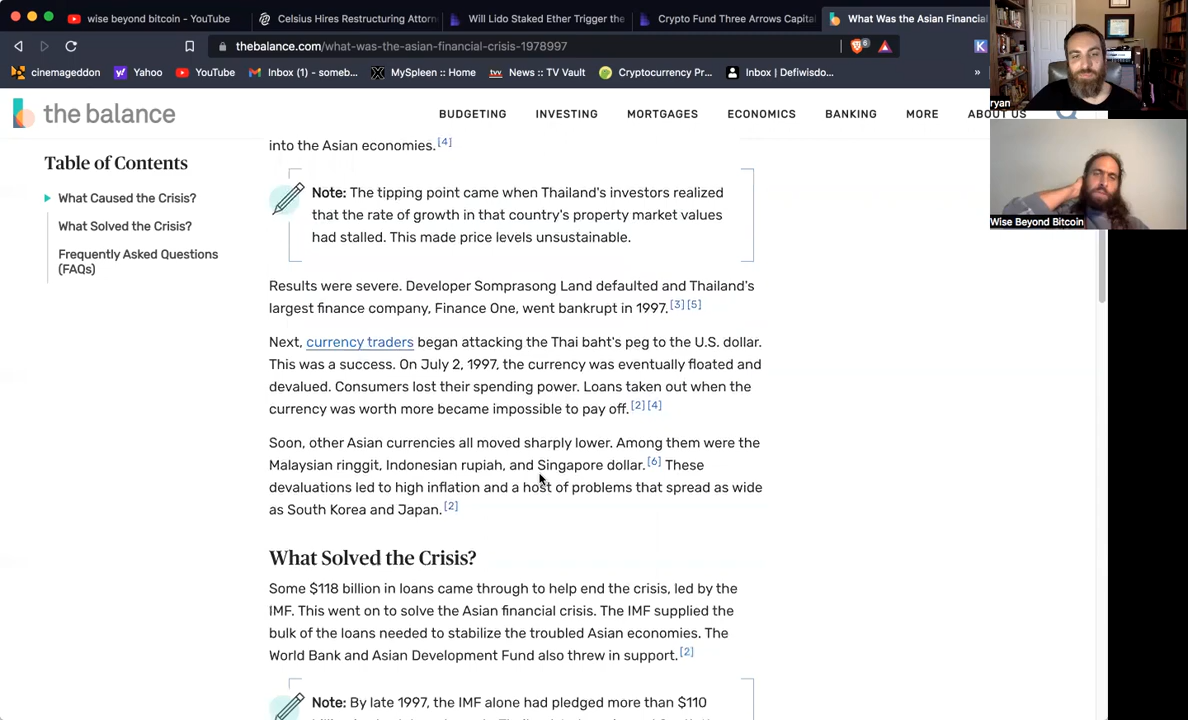 wise beyond bitcoin - YouTube
Celsius Hires Restructuring Attorn
Will Lido Staked Ether Trigger the
Crypto Fund Three Arrows Capital
What Was the Asian Financial
thebalance.com/what-was-the-asian-financial-crisis-1978997
6
K
cinemageddon
Yahoo
YouTube
Inbox (1) - someb...
MySpleen :: Home
tvv
News :: TV Vault
Cryptocurrency Pr...
Inbox | Defiwisdo...
»
ryan
the balance
BUDGETING
INVESTING
MORTGAGES
ECONOMICS
BANKING
MORE
ABOUT US
Wise Beyond Bitcoin
Table of Contents
What Caused the Crisis?
What Solved the Crisis?
Frequently Asked Questions
(FAQs)
into the Asian economies. [4]
Note: The tipping point came when Thailand's investors realized
that the rate of growth in that country's property market values
had stalled. This made price levels unsustainable.
Results were severe. Developer Somprasong Land defaulted and Thailand's
largest finance company, Finance One, went bankrupt in 1997. [3] [5]
Next, currency traders began attacking the Thai baht's peg to the U.S. dollar.
This was a success. On July 2, 1997, the currency was eventually floated and
devalued. Consumers lost their spending power. Loans taken out when the
currency was worth more became impossible to pay off. [2] [4]
Soon, other Asian currencies all moved sharply lower. Among them were the
Malaysian ringgit, Indonesian rupiah, and Singapore dollar. [6] These
devaluations led to high inflation and a host of problems that spread as wide
as South Korea and Japan. [2]
What Solved the Crisis?
Some $118 billion in loans came through to help end the crisis, led by the
IMF. This went on to solve the Asian financial crisis. The IMF supplied the
bulk of the loans needed to stabilize the troubled Asian economies. The
World Bank and Asian Development Fund also threw in support. [2]
Note: By late 1997, the IMF alone had pledged more than $110